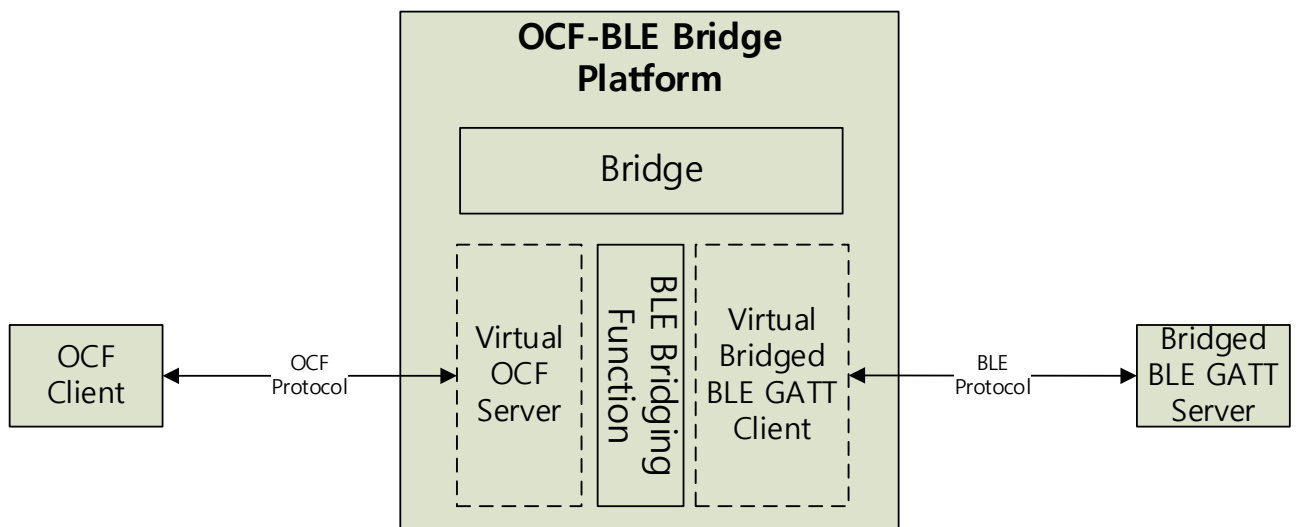 OCF-BLE Bridge
Platform
Bridge
OCF
Client
OCF
Protocol
Virtual
OCF
Server
BLE Bridging
Function
Virtual
Bridged
BLE GATT
Client
BLE
Protocol
Bridged
BLE GATT
Server